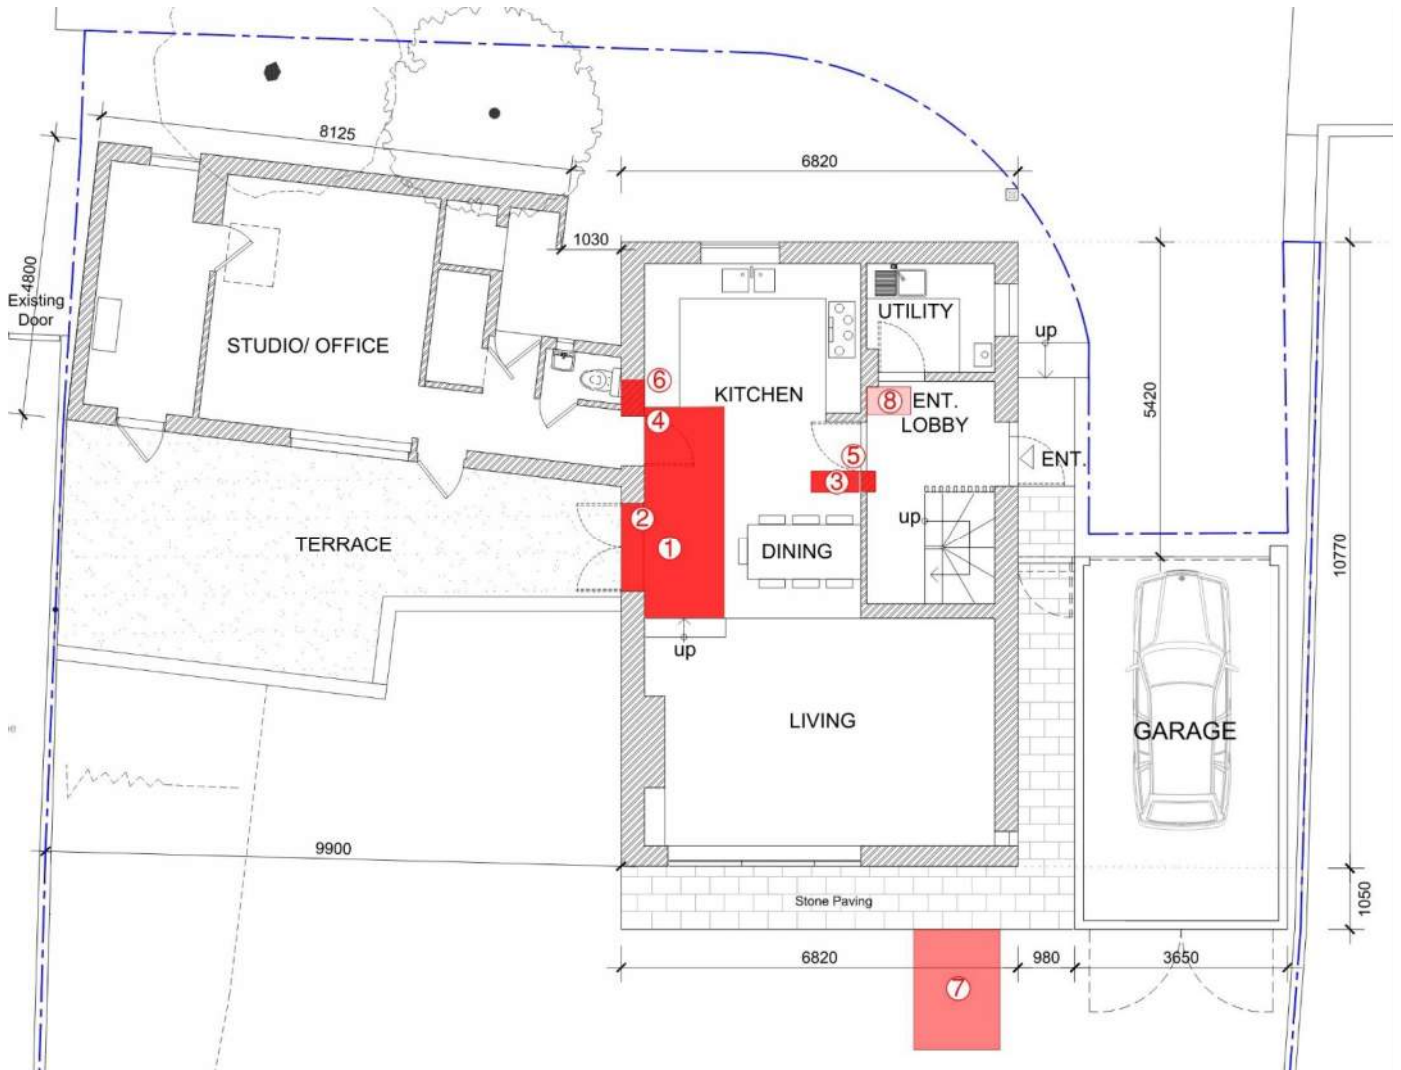 8125
6820
1030
4800
Existing
Door
UTILITY
up
STUDIO/ OFFICE
6
KITCHEN
8
ENT.
LOBBY
5420
4
5
ENT.
3
2
up
TERRACE
1
DINING
10770
up
LIVING
GARAGE
9900
Stone Paving
1050
6820
980
3650
7